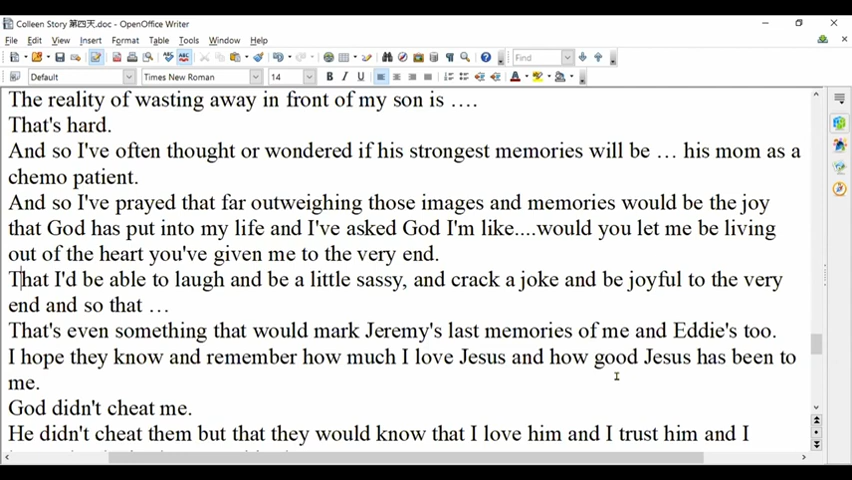 Colleen Story 第四天.doc - OpenOffice Writer
File Edit View Insert Format Table Tools Window Help
Find
Default Times New Roman 14
The reality of wasting away in front of my son is ....
That's hard.
And so I've often thought or wondered if his strongest memories will be ... his mom as a
chemo patient.
And so I've prayed that far outweighing those images and memories would be the joy
that God has put into my life and I've asked God I'm like....would you let me be living
out of the heart you've given me to the very end.
That I'd be able to laugh and be a little sassy, and crack a joke and be joyful to the very
end and so that ...
That's even something that would mark Jeremy's last memories of me and Eddie's too.
I hope they know and remember how much I love Jesus and how good Jesus has been to
me.
God didn't cheat me.
He didn't cheat them but that they would know that I love him and I trust him and I